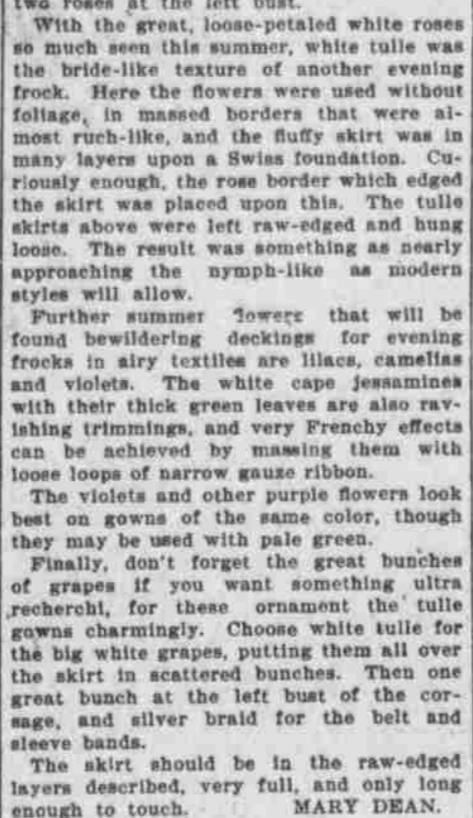 two roses at the left bust.
With the great, loose-petaled white roses
so much seen this summer, white tulle was
the bride-like texture of another evening
frock. Here the flowers were used without
foliage, in massed borders that were al-
most ruch-like, and the fluffy skirt was in
many layers upon a Swiss foundation. Cu-
riously enough, the rose border which edged
the skirt was placed upon this. The tulle
skirts above were left raw-edged and hung
loose. The result was something as nearly
approaching the nymph-like as modern
styles will allow.
Further summer flowers that will be
found bewildering deckings for evening
frocks in airy textiles are lilacs, camelias
and violets. The white cape jessamines
with their thick green leaves are also rav-
ishing trimmings, and very Frenchy effects
can be achieved by massing them with
loose loops of narrow gauze ribbon.
The violets and other purple flowers look
best on gowns of the same color, though
they may be used with pale green.
Finally, don't forget the great bunches
of grapes if you want something ultra
recherchi, for these ornament the tulle
gowns charmingly. Choose white tulle for
the big white grapes, putting them all over
the skirt in scattered bunches. Then one
great bunch at the left bust of the cor-
sage, and silver braid for the belt and
sleeve bands.
The skirt should be in the raw-edged
layers described, very full, and only long
enough to touch. MARY DEAN.